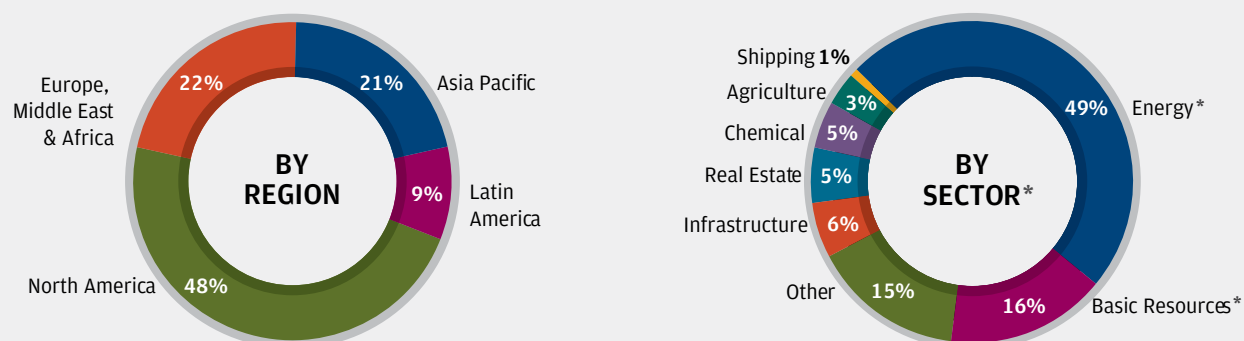 Europe,
Middle East
& Africa
22%
21%
Asia Pacific
BY
REGION
9%
Latin
America
North America
48%
Shipping 1%
Agriculture
3%
Chemical
5%
Real Estate
5%
Infrastructure
6%
Other
15%
49%
Energy*
BY
SECTOR*
16%
Basic Resources*